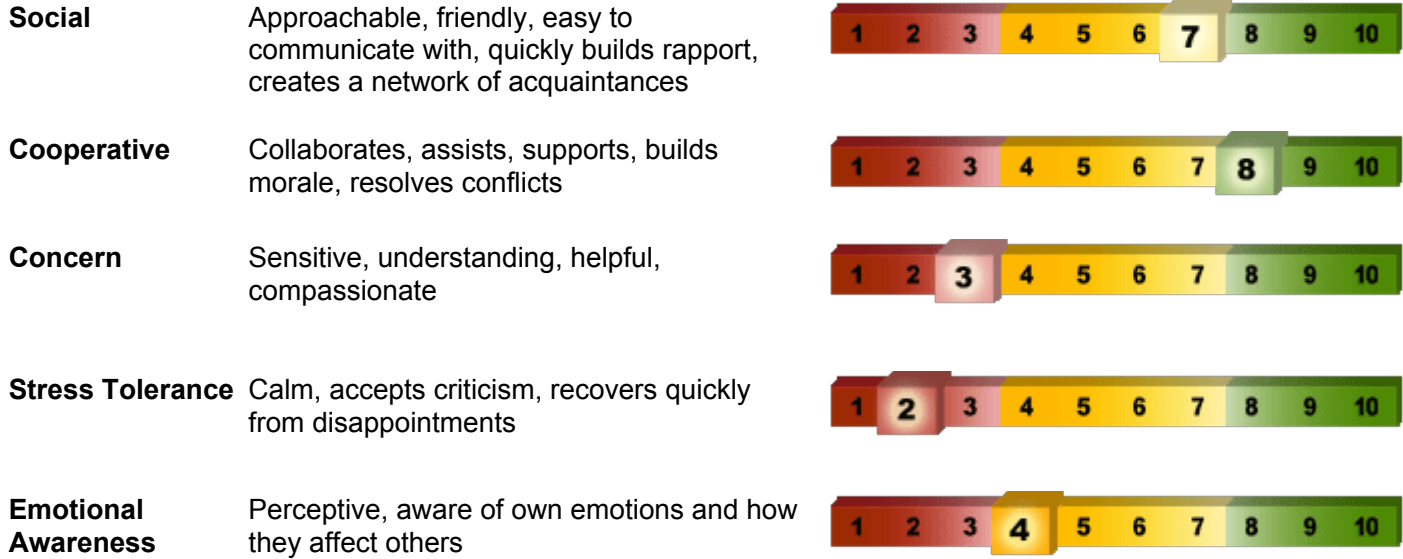 Social Approachable, friendly, easy to 1 2 3 4 5 6 7 8 9 10
communicate with, quickly builds rapport,
creates a network of acquaintances
Cooperative Collaborates, assists, supports, builds 1 2 3 4 5 6 7 8 9 10
morale, resolves conflicts
Concern Sensitive, understanding, helpful, 1 2 3 4 5 6 7 8 9 10
compassionate
Stress Tolerance Calm, accepts criticism, recovers quickly 1 2 3 4 5 6 7 8 9 10
from disappointments
Emotional Perceptive, aware of own emotions and how 1 2 3 4 5 6 7 8 9 10
Awareness they affect others